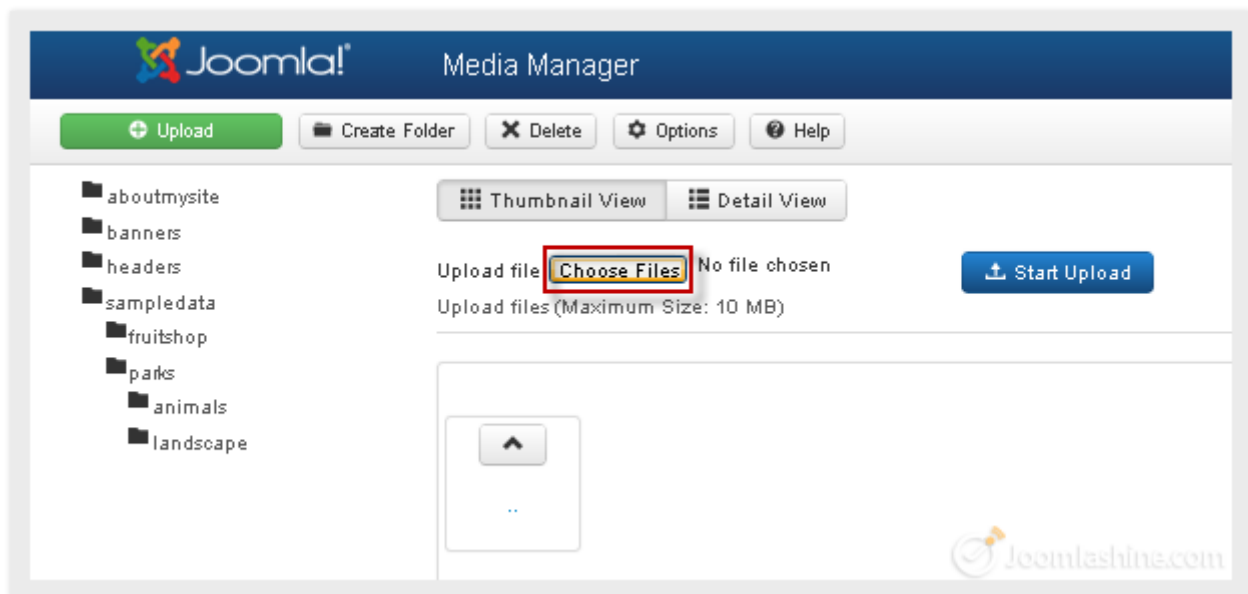 Joomla! Media Manager
Upload Create Folder Delete Options Help
aboutmysite
banners
headers
sampledata
fruitshop
parks
animals
landscape
Thumbnail View Detail View
Upload file Choose Files No file chosen Start Upload
Upload files (Maximum Size: 10 MB)
..
Joomlashine.com